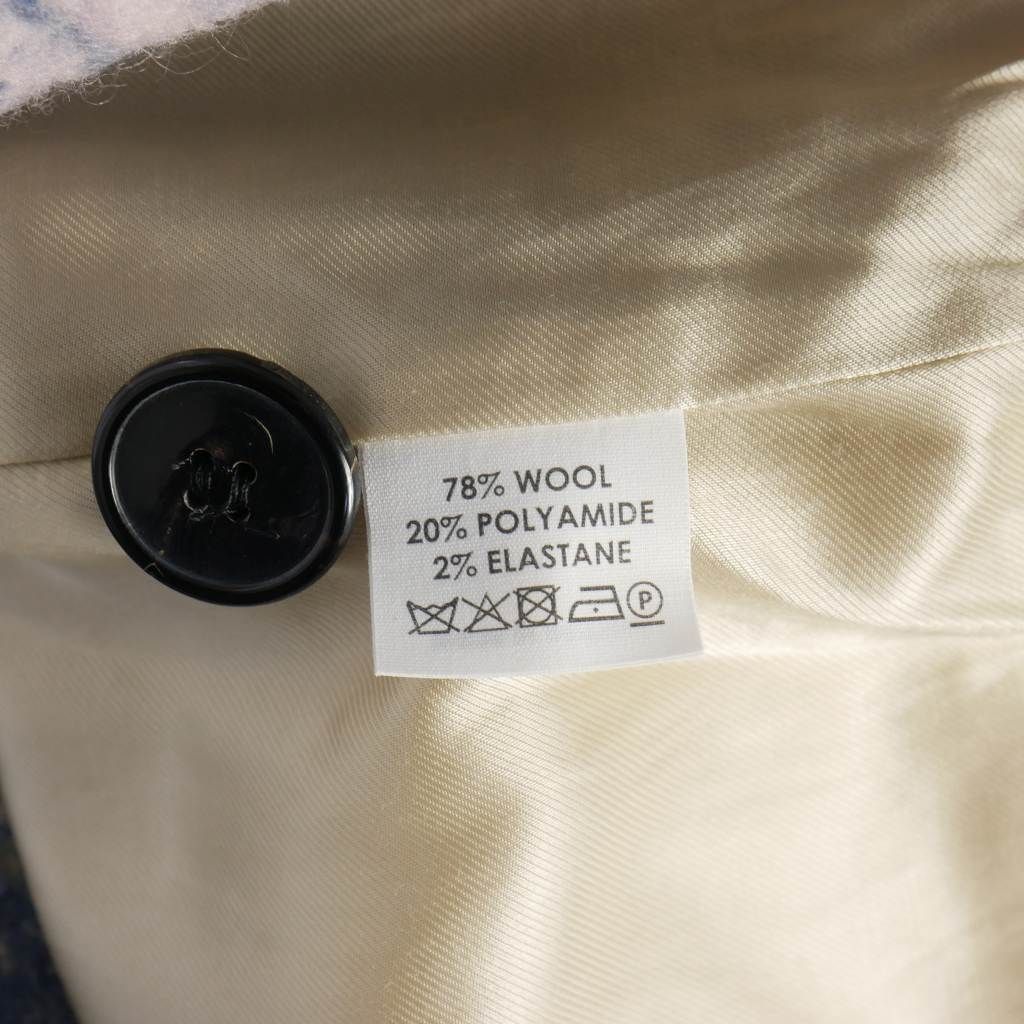 78% WOOL
20% POLYAMIDE
2% ELASTANE
P